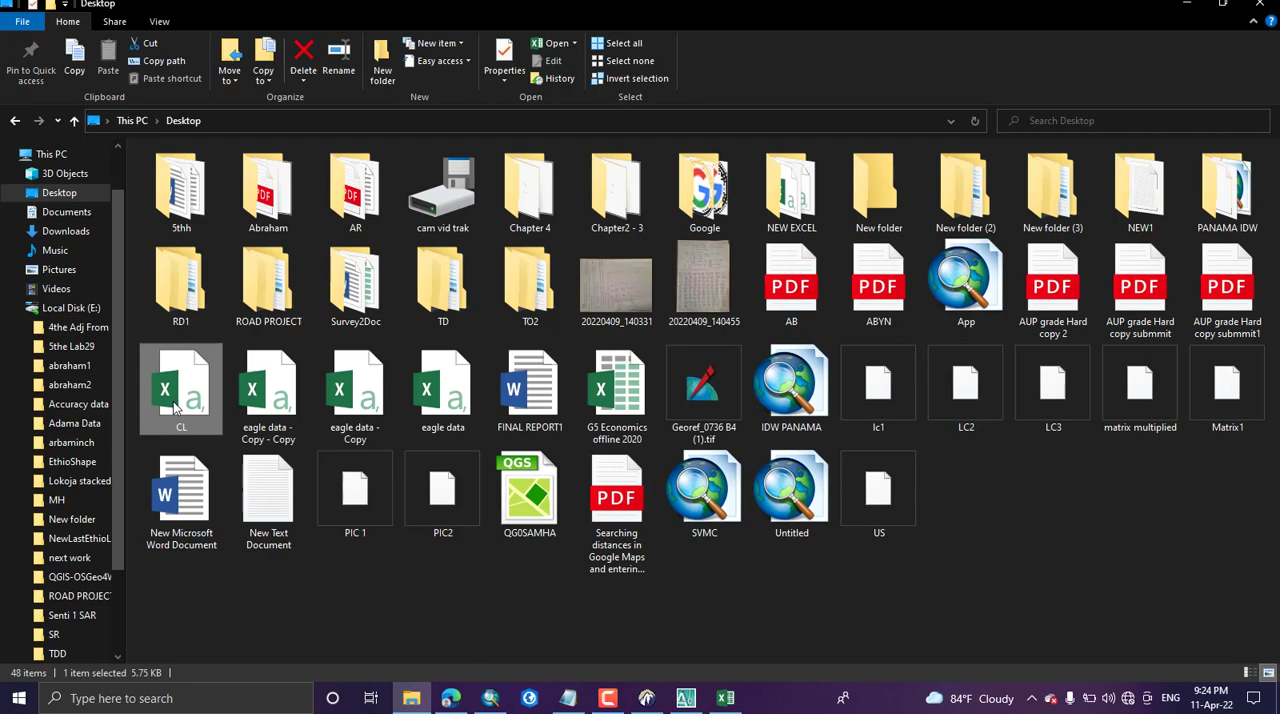 Desktop
File Home Share View
Pin to Quick access
Copy
Paste
Cut
Copy path
Paste shortcut
Clipboard
Move to
Copy to
Delete
Rename
Organize
New folder
New item
Easy access
New
Properties
Open
Edit
History
Open
Select all
Select none
Invert selection
Select
This PC > Desktop
Search Desktop
This PC
3D Objects
Desktop
Documents
Downloads
Music
Pictures
Videos
Local Disk (E:)
4the Adj From
5the Lab29
abraham1
abraham2
Accuracy data
Adama Data
arbaminch
EthioShape
Lokoja stacked
MH
New folder
NewLastEthioL
next work
QGIS-OSGeo4W
ROAD PROJECT
Senti 1 SAR
SR
TDD
5thh
Abraham
AR
cam vid trak
Chapter 4
Chapter2 - 3
Google
NEW EXCEL
New folder
New folder (2)
New folder (3)
NEW1
PANAMA IDW
RD1
ROAD PROJECT
Survey2Doc
TD
TO2
20220409_140331
20220409_140455
AB
ABYN
App
AUP grade Hard copy 2
AUP grade Hard copy submmit
AUP grade Hard copy submmit1
CL
eagle data - Copy - Copy
eagle data - Copy
eagle data
FINAL REPORT1
G5 Economics offline 2020
Georef_0736 B4 (1).tif
IDW PANAMA
lc1
LC2
LC3
matrix multiplied
Matrix1
New Microsoft Word Document
New Text Document
PIC 1
PIC2
QG0SAMHA
Searching distances in Google Maps and enterin...
SVMC
Untitled
US
48 items
1 item selected 5.75 KB
Type here to search
84°F Cloudy
ENG
9:24 PM
11-Apr-22